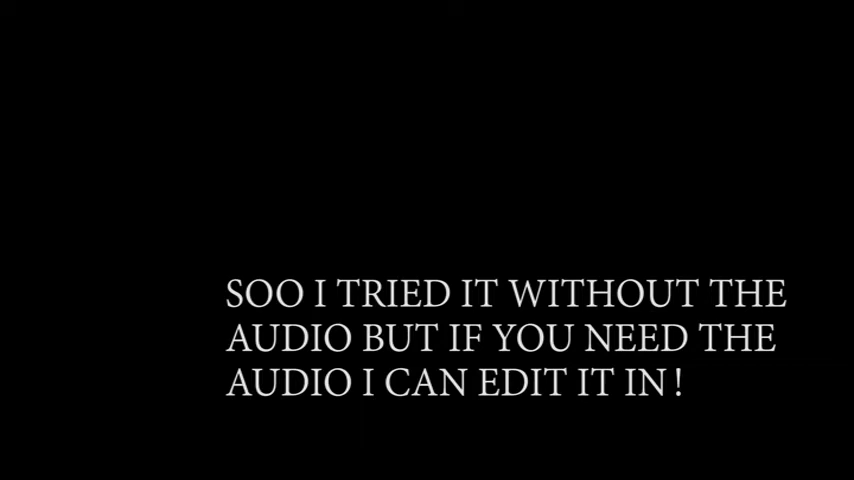 SOO I TRIED IT WITHOUT THE
AUDIO BUT IF YOU NEED THE
AUDIO I CAN EDIT IT IN!